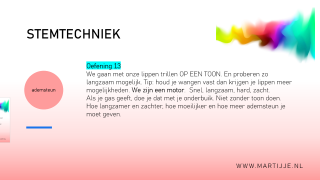 STEMTECHNIEK
Oefening 13
We gaan met onze lippen trillen OP EEN TOON. En proberen zo
langzaam mogelijk. Tip: houd je wangen vast dan krijgen je lippen meer
mogelijkheden. We zijn een motor. Snel, langzaam, hard, zacht.
Als je gas geeft, doe je dat met je onderbuik. Niet zonder toon doen.
Hoe langzamer en zachter, hoe moeilijker en hoe meer ademsteun je
moet geven.
ademsteun
WWW.MARTIJJE.NL